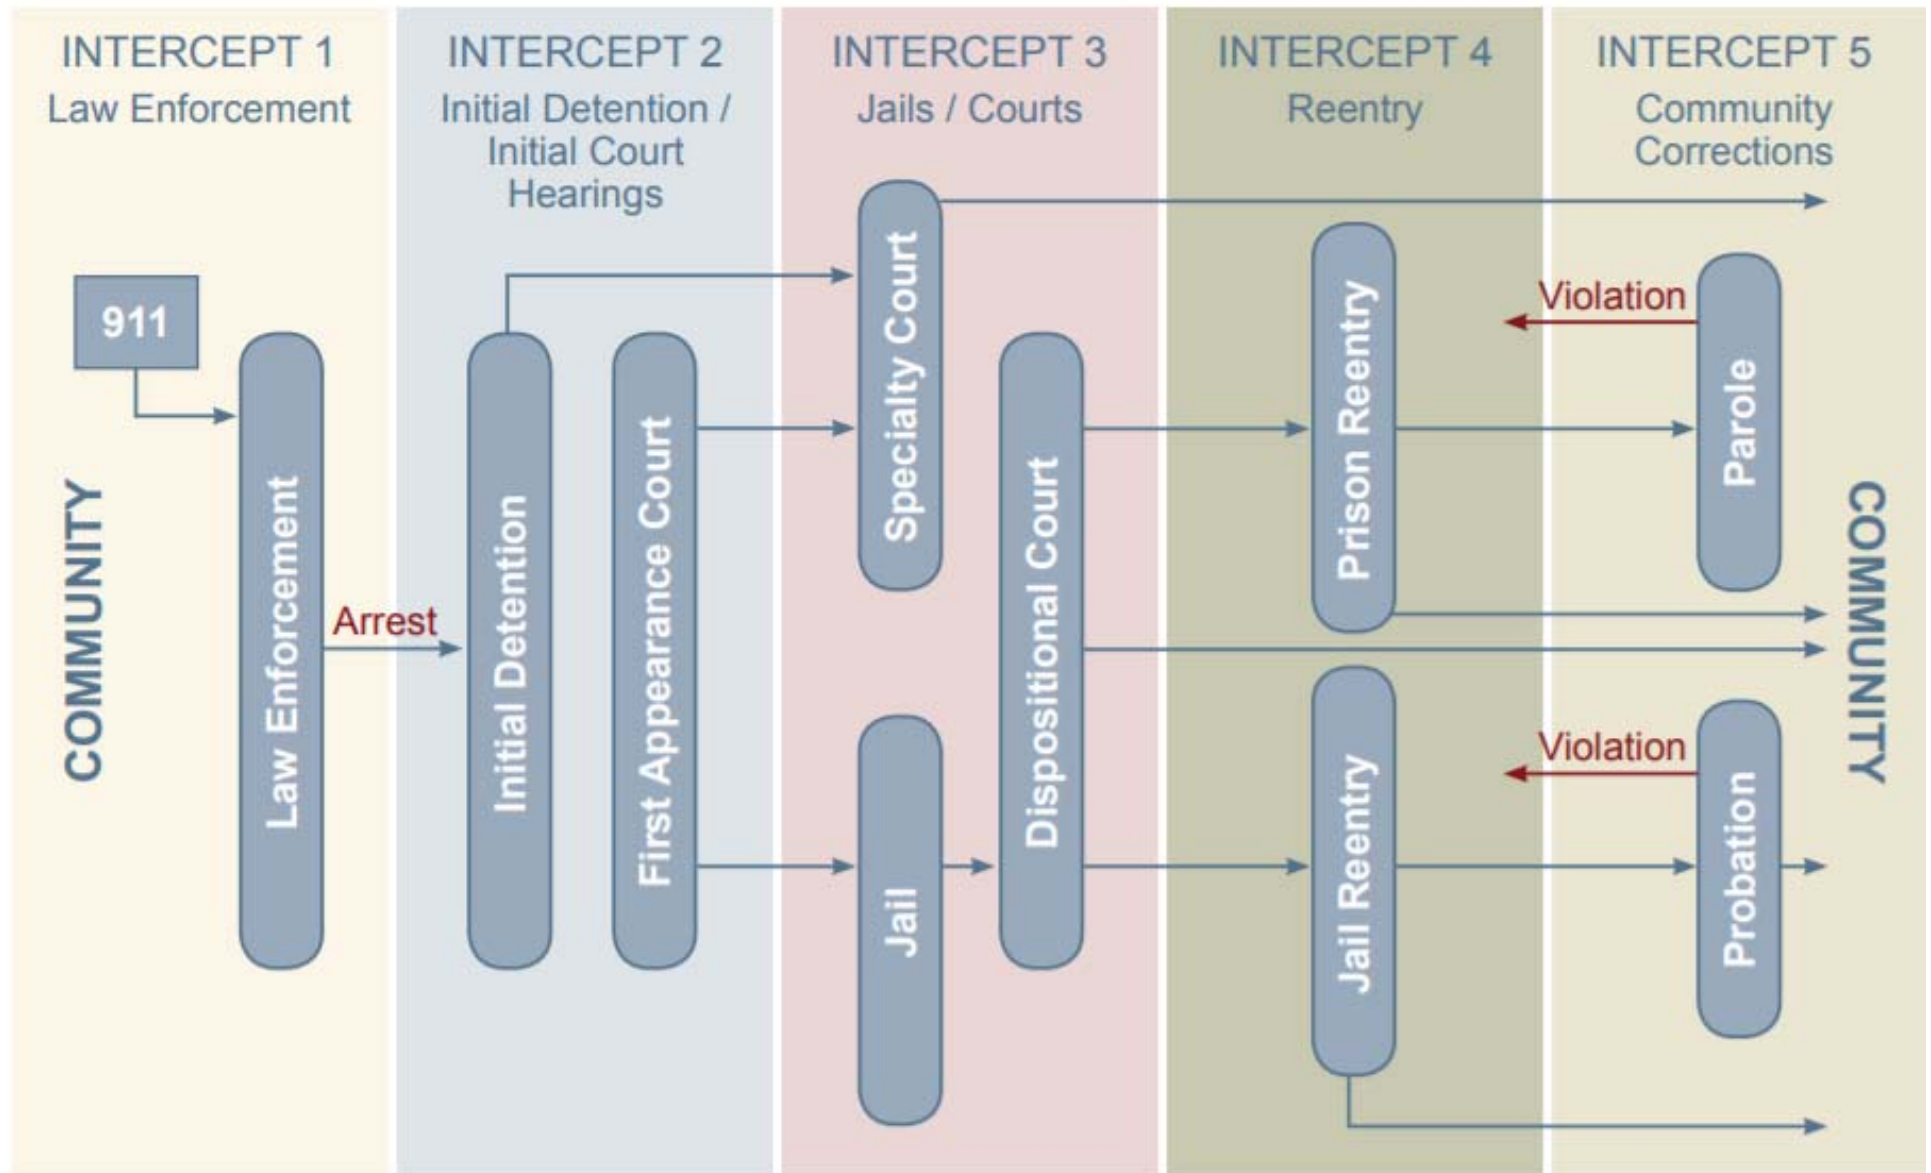 INTERCEPT 1
Law Enforcement
INTERCEPT 2
Initial Detention /
Initial Court
Hearings
INTERCEPT 3
Jails / Courts
INTERCEPT 4
Reentry
INTERCEPT 5
Community
Corrections
911
COMMUNITY
Law Enforcement
Arrest
Initial Detention
First Appearance Court
Specialty Court
Jail
Dispositional Court
Prison Reentry
Jail Reentry
Violation
Parole
Violation
Probation
COMMUNITY